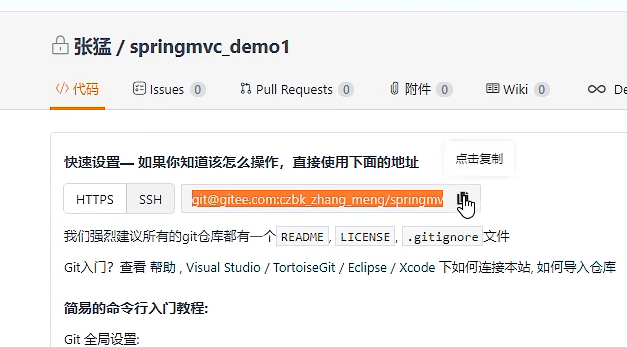 张猛 / springmvc_demo1
代码 Issues 0 Pull Requests 0 附件 0 Wiki 0 De
快速设置— 如果你知道该怎么操作，直接使用下面的地址
点击复制
HTTPS SSH git@gitee.com:czbk_zhang_meng/springmv
我们强烈建议所有的git仓库都有一个 README , LICENSE , .gitignore 文件
Git入门？查看 帮助 , Visual Studio / TortoiseGit / Eclipse / Xcode 下如何连接本站, 如何导入仓库
简易的命令行入门教程:
Git 全局设置: